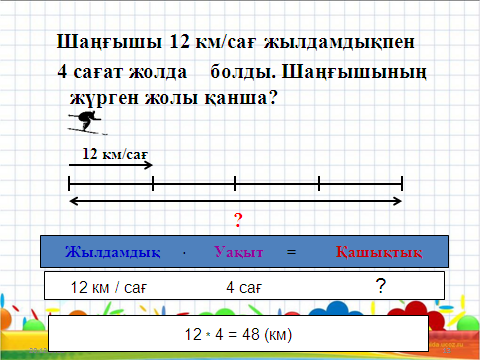 Шаңғышы 12 км/сағ жылдамдықпен
4 сағат жолда болды. Шаңғышының
жүрген жолы қанша?
12 км/сағ
?
Жылдамдық · Уақыт = Қашықтық
12 км / сағ 4 сағ ?
12 * 4 = 48 (км)